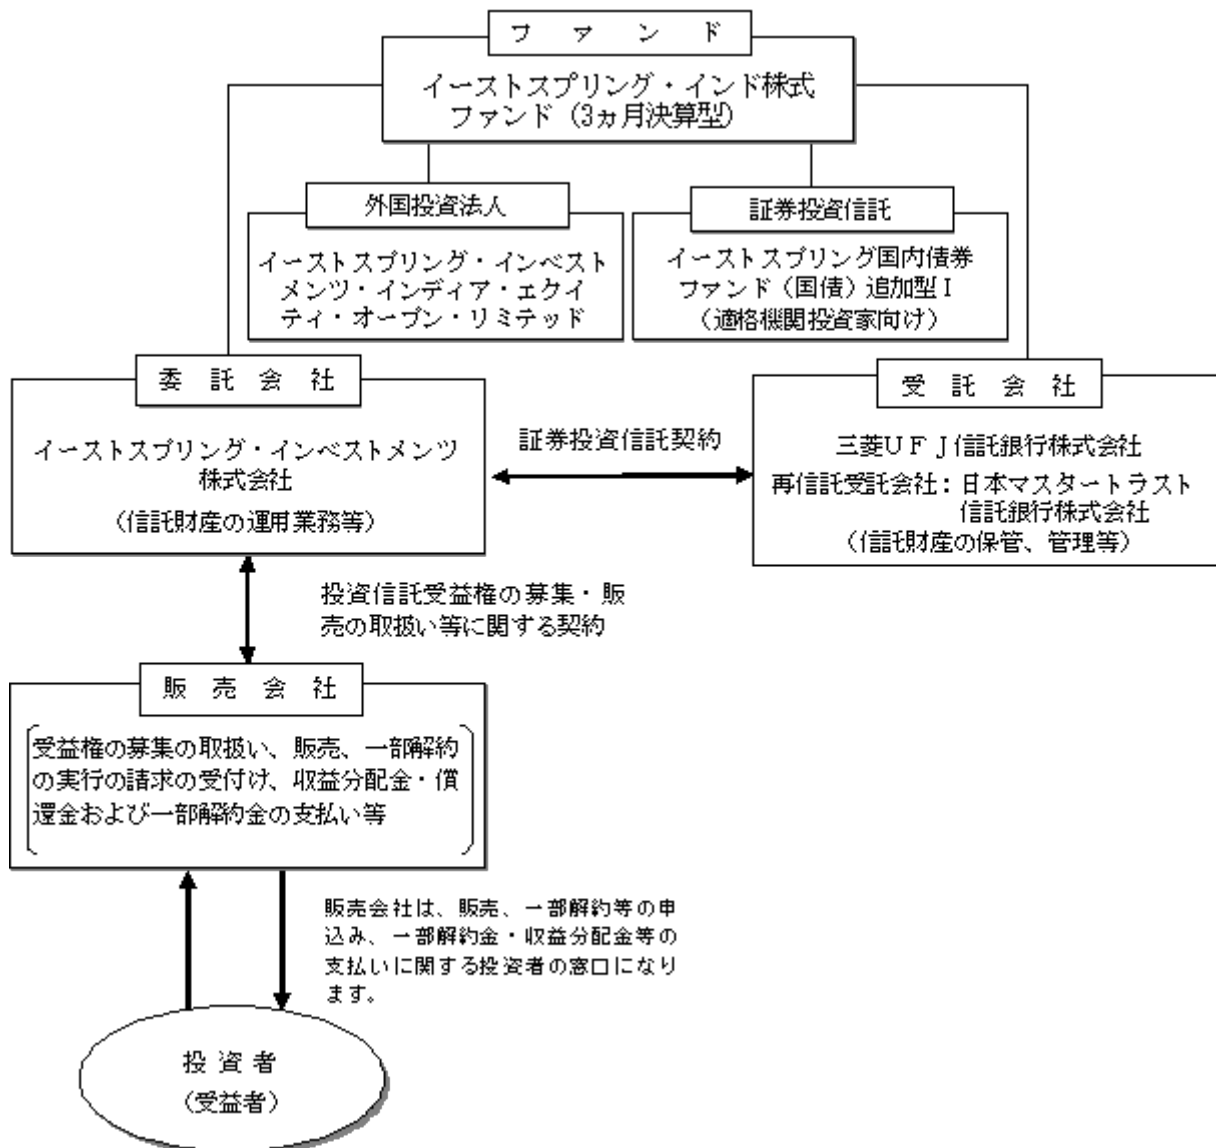 ファンド
イーストスプリング・インド株式
ファンド（3ヵ月決算型）
外国投資法人
イーストスプリング・インベスト
メンツ・インディア・エクイ
ティ・オープン・リミテッド
証券投資信託
イーストスプリング国内債券
ファンド（国債）追加型Ⅰ
（適格機関投資家向け）
委託会社
イーストスプリング・インベストメンツ
株式会社
（信託財産の運用業務等）
証券投資信託契約
受託会社
三菱ＵＦＪ信託銀行株式会社
再信託受託会社：日本マスタートラスト
信託銀行株式会社
（信託財産の保管、管理等）
投資信託受益権の募集・販
売の取扱い等に関する契約
販売会社
受益権の募集の取扱い、販売、一部解約
の実行の請求の受付け、収益分配金・償
還金および一部解約金の支払い等
販売会社は、販売、一部解約等の申
込み、一部解約金・収益分配金等の
支払いに関する投資者の窓口になり
ます。
投資者
（受益者）